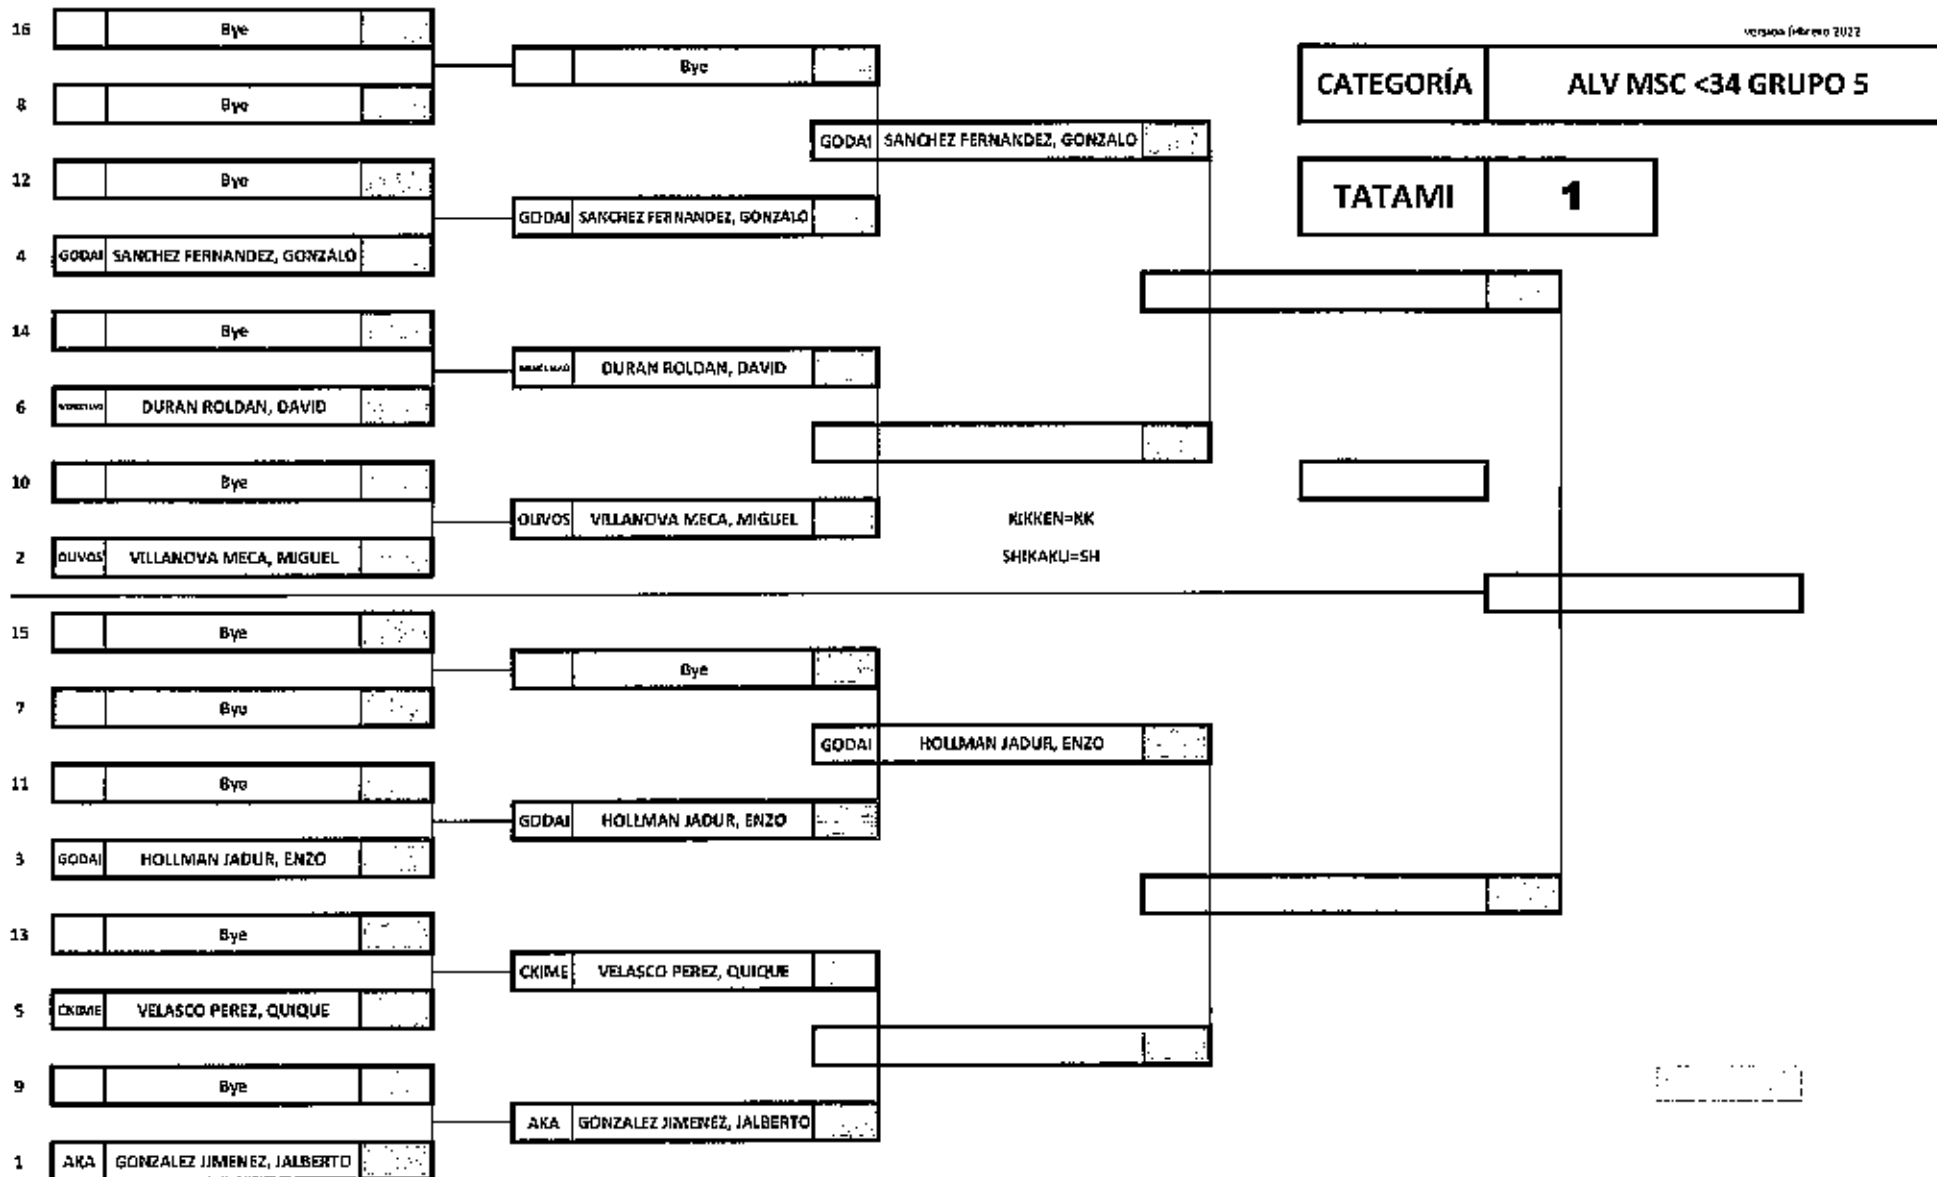 versión febrero 2022
CATEGORÍA ALV MSC <34 GRUPO 5
TATAMI 1
16 Bye
Bye
8 Bye
GODAI SANCHEZ FERNANDEZ, GONZALO
12 Bye
GODAI SANCHEZ FERNANDEZ, GONZALO
4 GODAI SANCHEZ FERNANDEZ, GONZALO
14 Bye
DURAN ROLDAN, DAVID
6 DURAN ROLDAN, DAVID
10 Bye
OLIVOS VILLANOVA MECA, MIGUEL
KIKKEN=KK
2 OLIVOS VILLANOVA MECA, MIGUEL
SHIKAKU=SH
15 Bye
Bye
7 Bye
GODAI HOLLMAN JADUR, ENZO
11 Bye
GODAI HOLLMAN JADUR, ENZO
3 GODAI HOLLMAN JADUR, ENZO
13 Bye
CKIME VELASCO PEREZ, QUIQUE
5 CKIME VELASCO PEREZ, QUIQUE
9 Bye
AKA GONZALEZ JIMENEZ, JALBERTO
1 AKA GONZALEZ JIMENEZ, JALBERTO